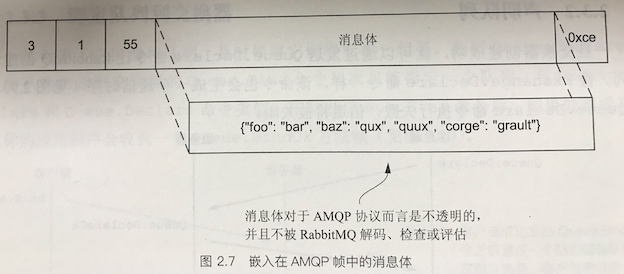 3 1 55 消息体 0xce
{"foo": "bar", "baz": "qux", "quux", "corge": "grault"}
消息体对于 AMQP 协议而言是不透明的，
并且不被 RabbitMQ 解码、检查或评估
图 2.7 嵌入在 AMQP 帧中的消息体